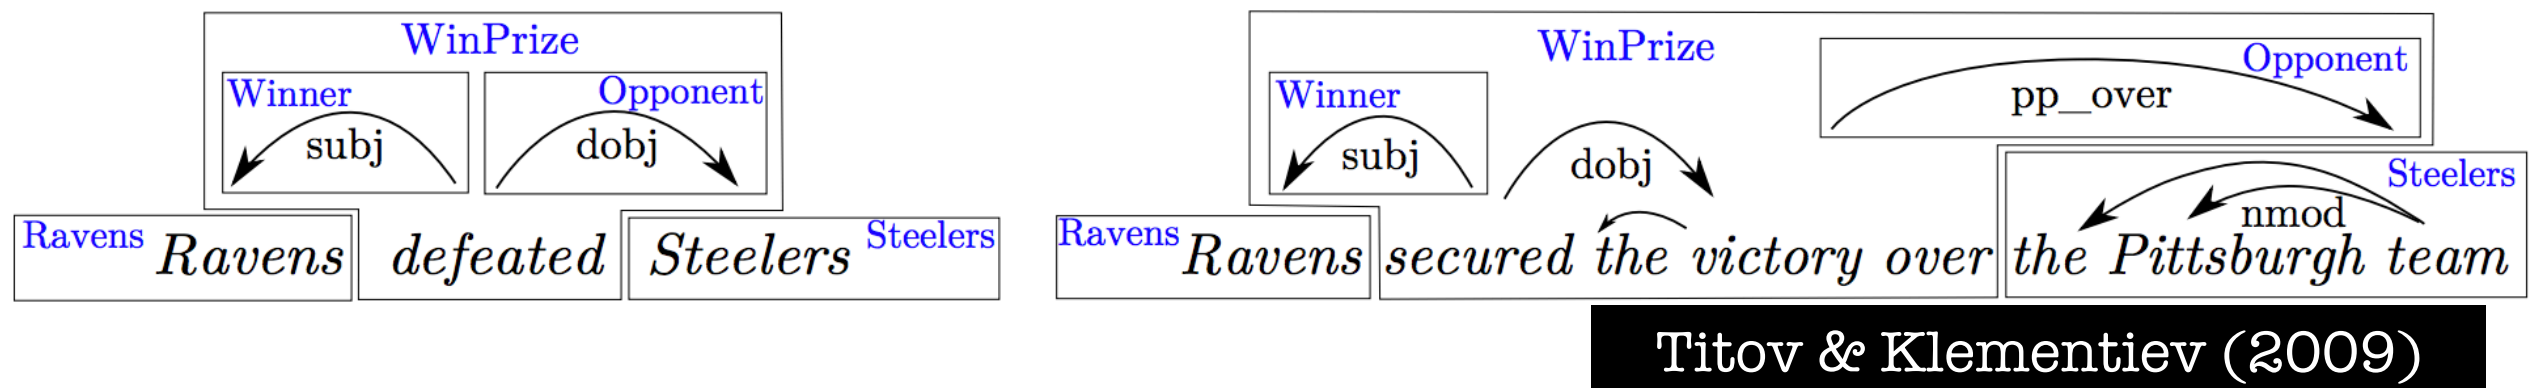 WinPrize
Winner Opponent
subj dobj
Ravens Ravens defeated Steelers Steelers
WinPrize
Winner Opponent
subj dobj pp_over
Steelers
nmod
Ravens Ravens secured the victory over the Pittsburgh team
Titov & Klementiev (2009)